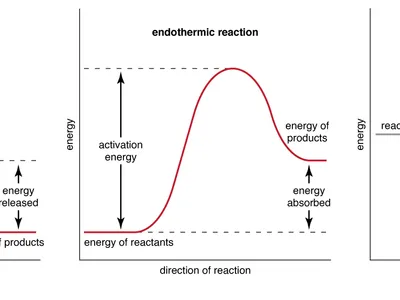 endothermic reaction
energy
released
of products
energy
activation
energy
energy of
products
energy
absorbed
energy of reactants
direction of reaction
energy